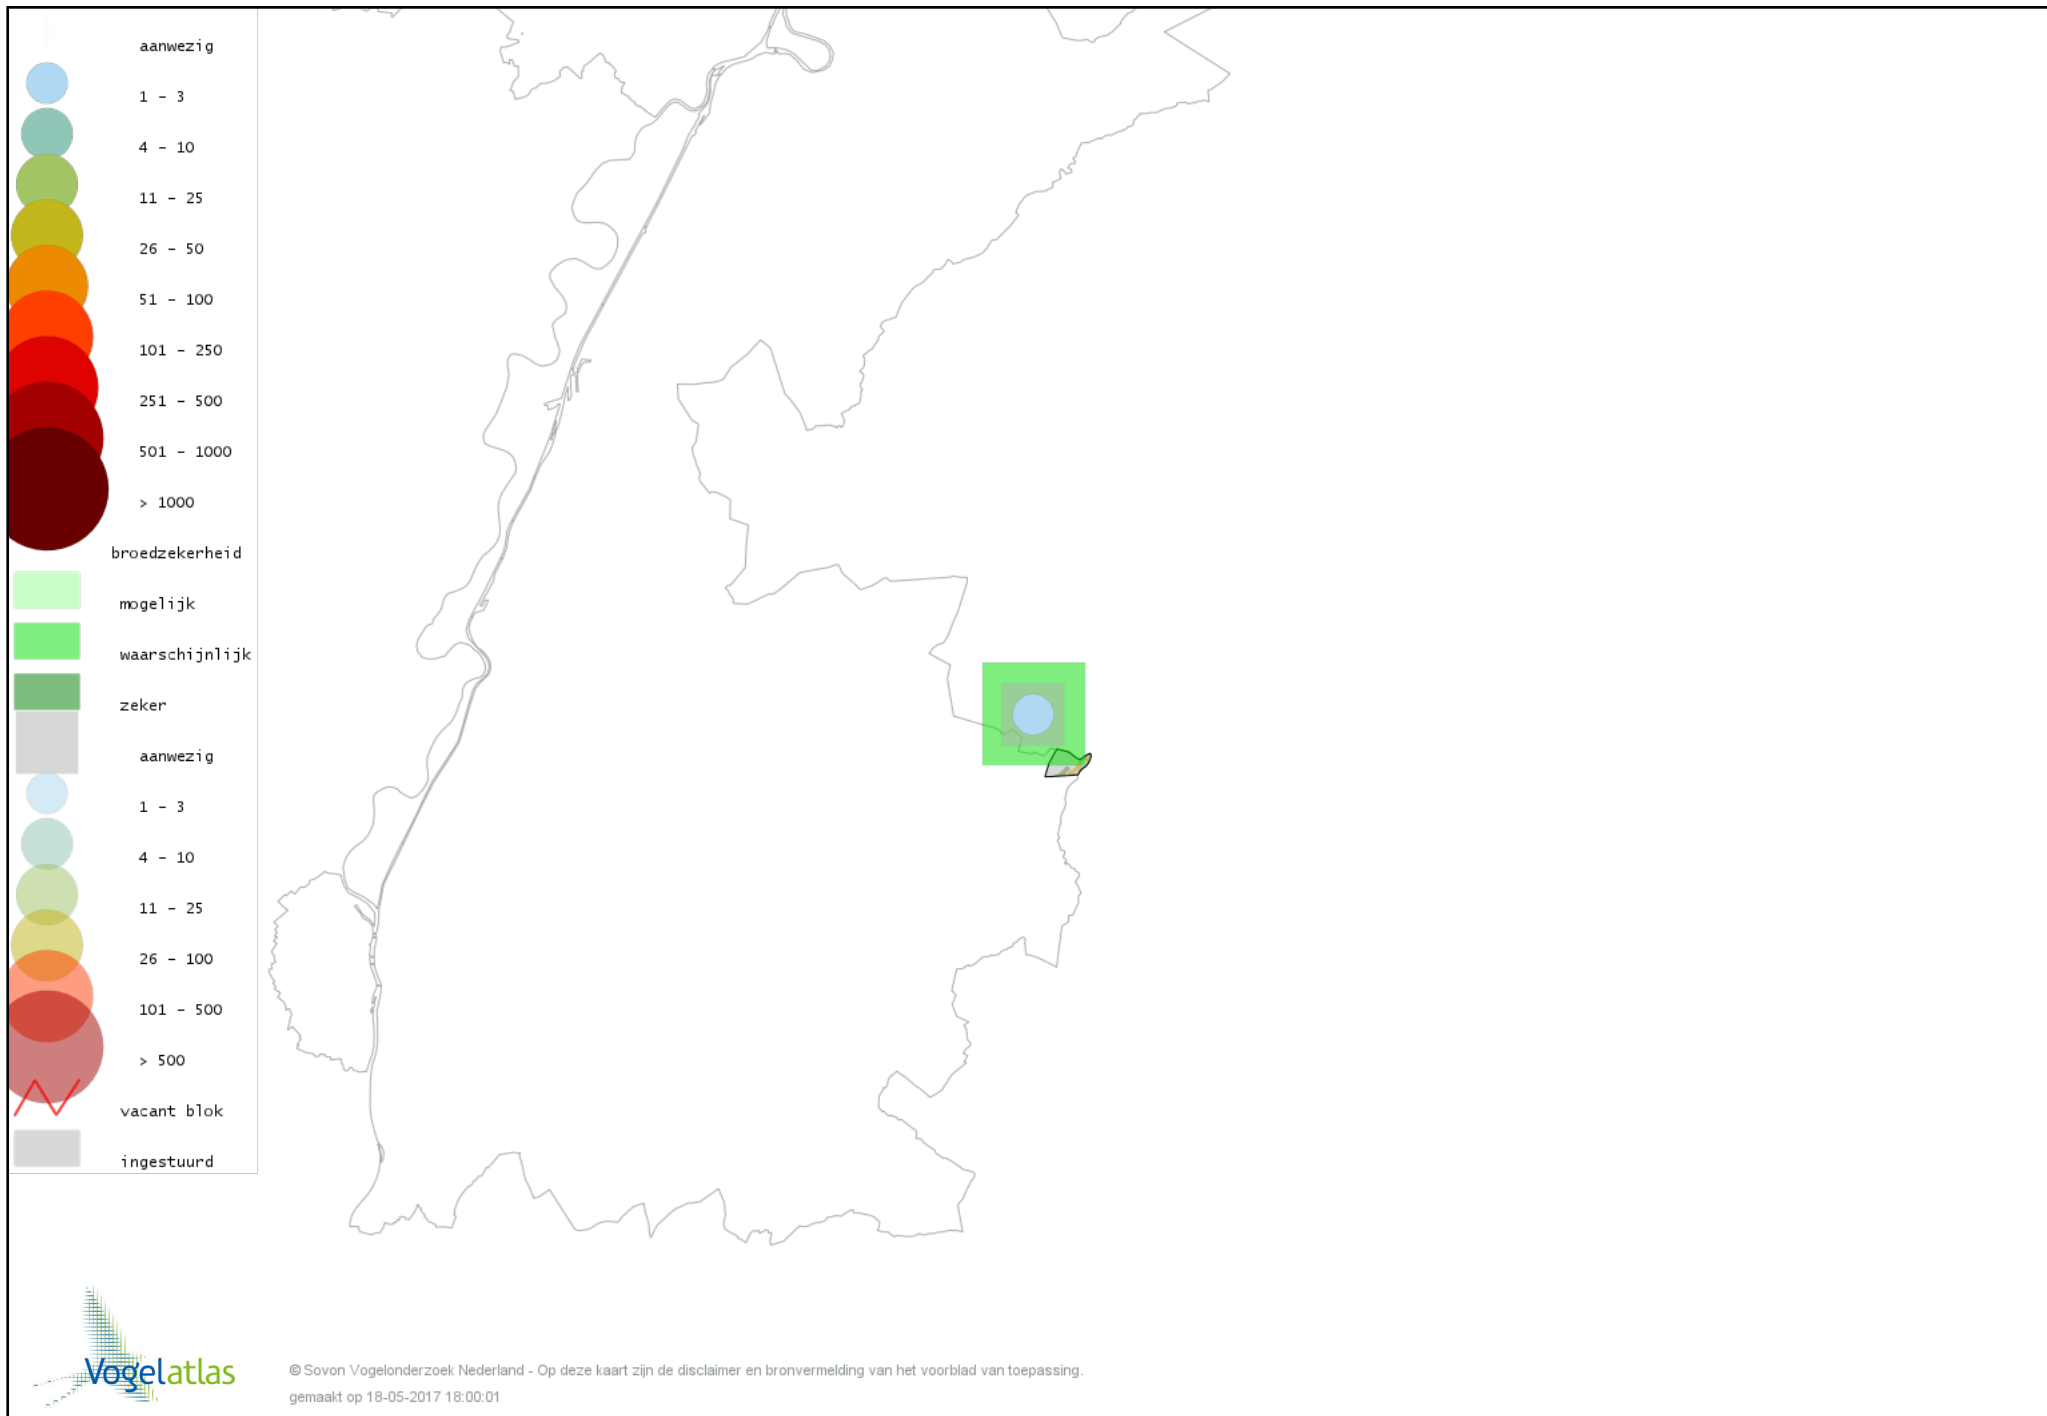 aanwezig
1 - 3
4 - 10
11 - 25
26 - 50
51 - 100
101 - 250
251 - 500
501 - 1000
> 1000
broedzekerheid
mogelijk
waarschijnlijk
zeker
aanwezig
1 - 3
4 - 10
11 - 25
26 - 100
101 - 500
> 500
vacant blok
ingestuurd
Vogelatlas
© Sovon Vogelonderzoek Nederland - Op deze kaart zijn de disclaimer en bronvermelding van het voorblad van toepassing.
gemaakt op 18-05-2017 18:00:01